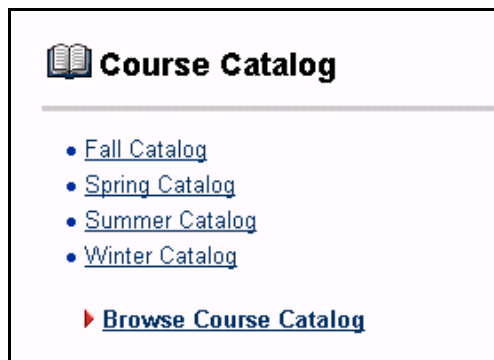 Course Catalog
Fall Catalog
Spring Catalog
Summer Catalog
Winter Catalog
Browse Course Catalog